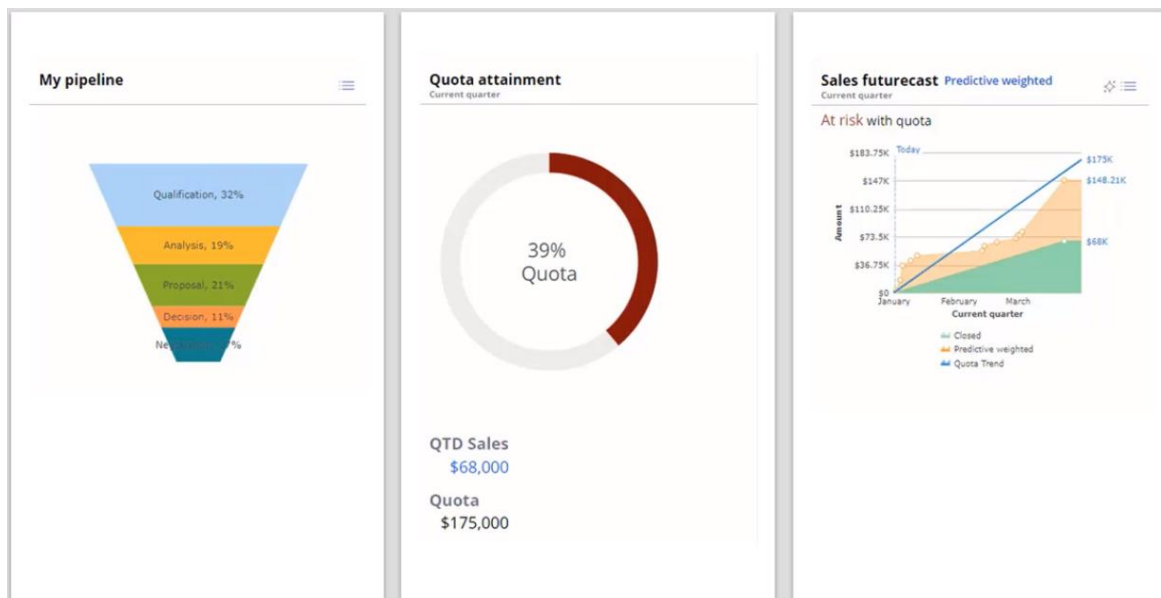 My pipeline
Qualification, 32%
Analysis, 19%
Proposal, 21%
Decision, 11%
Quota attainment
Current quarter
39%
Quota
QTD Sales
$68,000
Quota
$175,000
Sales futurecast Predictive weighted
Current quarter
At risk with quota
$183.75K
Today
$175K
$147K
$148.21K
$110.25K
Amount
$73.5K
$68K
$36.75K
$0
January
February
March
Current quarter
Closed
Predictive weighted
Quota Trend